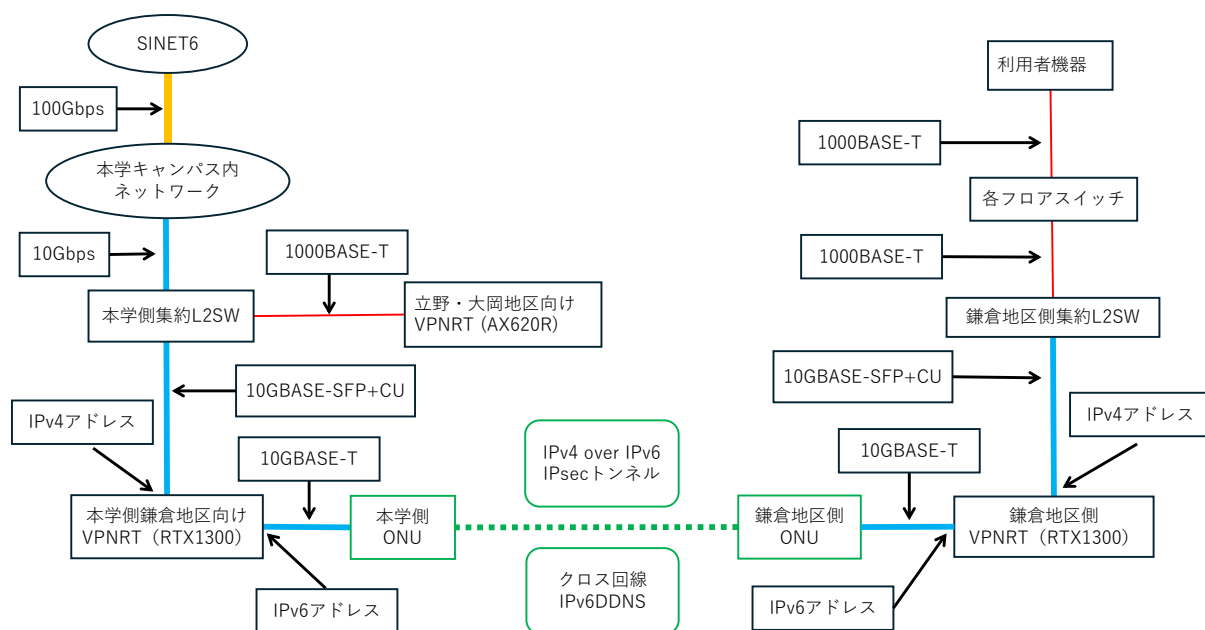 SINET6
100Gbps
本学キャンパス内
ネットワーク
10Gbps
1000BASE-T
本学側集約L2SW
立野・大岡地区向け
VPNRT (AX620R)
10GBASE-SFP+CU
IPv4アドレス
10GBASE-T
本学側鎌倉地区向け
VPNRT（RTX1300）
本学側
ONU
IPv6アドレス
IPv4 over IPv6
IPsecトンネル
クロス回線
IPv6DDNS
利用者機器
1000BASE-T
各フロアスイッチ
1000BASE-T
鎌倉地区側集約L2SW
10GBASE-SFP+CU
IPv4アドレス
10GBASE-T
鎌倉地区側
ONU
鎌倉地区側
VPNRT（RTX1300）
IPv6アドレス